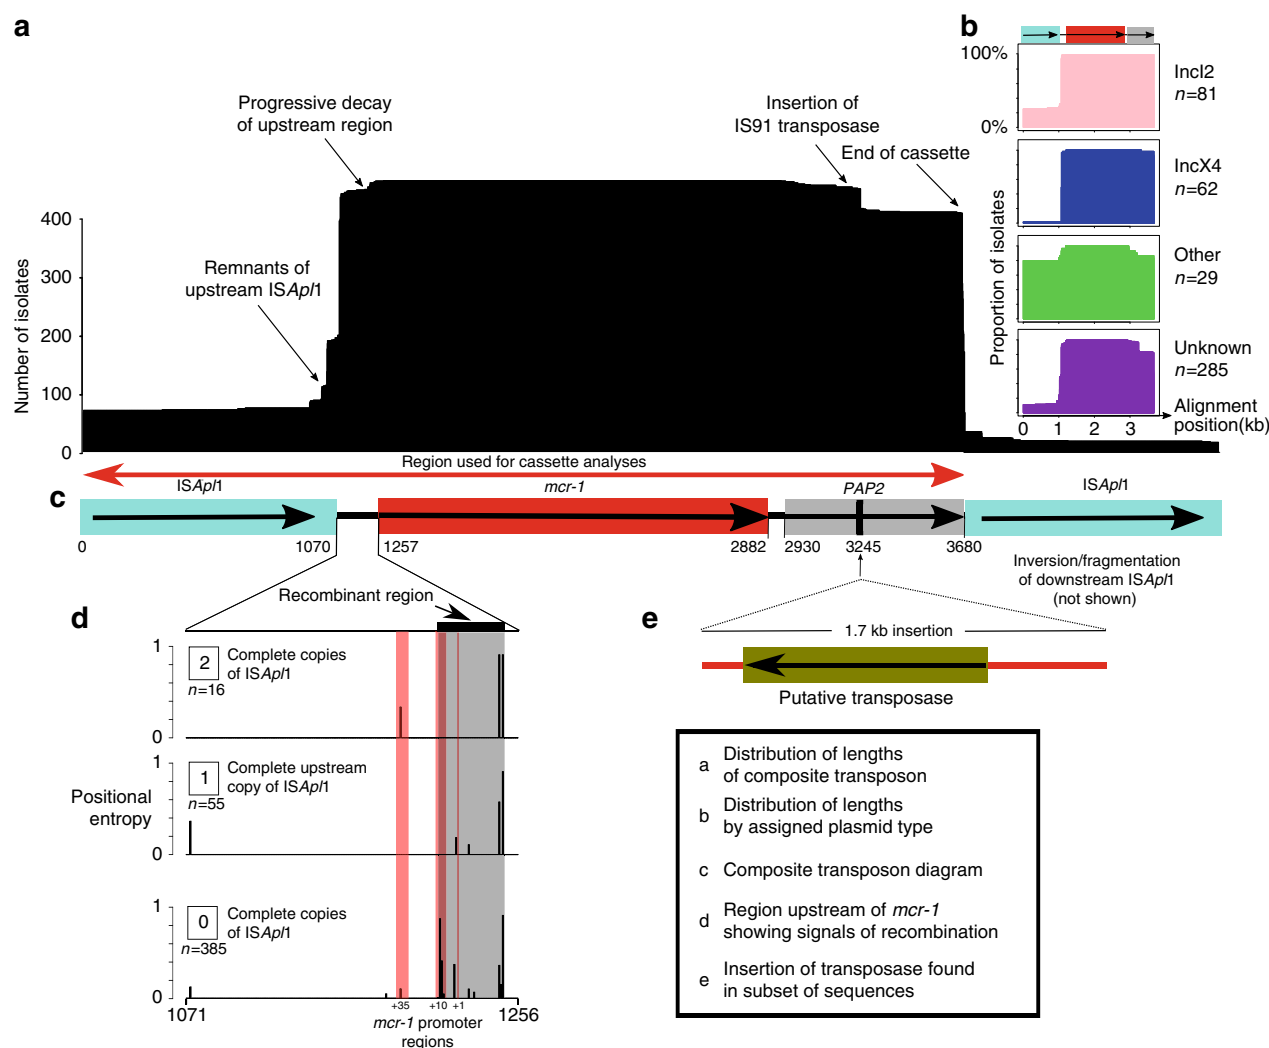 a
Progressive decay
of upstream region
Insertion of
IS91 transposase
End of cassette
Remnants of
upstream ISApl1
Number of isolates
400
300
200
100
0
b
100%
0%
Proportion of isolates
IncI2
n=81
IncX4
n=62
Other
n=29
Unknown
n=285
Alignment
position(kb)
0 1 2 3
Region used for cassette analyses
c
ISApl1
mcr-1
PAP2
ISApl1
0
1070
1257
2882
2930
3245
3680
Inversion/fragmentation
of downstream ISApl1
(not shown)
d
Recombinant region
Positional
entropy
1
0
2
Complete copies
of ISApl1
n=16
1
0
1
Complete upstream
copy of ISApl1
n=55
1
0
0
Complete copies
of ISApl1
n=385
1071
+35
+10
+1
1256
mcr-1 promoter
regions
e
1.7 kb insertion
Putative transposase
a Distribution of lengths
of composite transposon
b Distribution of lengths
by assigned plasmid type
c Composite transposon diagram
d Region upstream of mcr-1
showing signals of recombination
e Insertion of transposase found
in subset of sequences